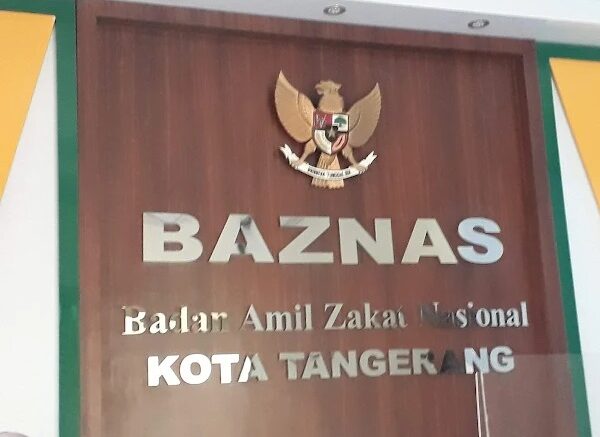 BAZNAS
Badan Amil Zakat Nasional
KOTA TANGERANG